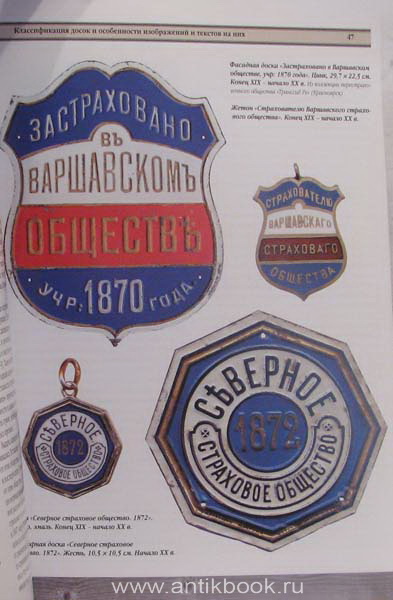 Классификация досок и особенности изображений и текстов на них
47
Фасадная доска «Застраховано в Варшавском
обществе, учр: 1870 года». Цинк, 29,7 × 22,5 см.
Конец XIX – начало XX в.
Жетон «Страхователю Варшавского страхо-
вого общества». Конец XIX – начало XX в.
ЗАСТРАХОВАНО
ВЪ
ВАРШАВСКОМЪ
ОБЩЕСТВѢ
УЧР: 1870 ГОДА.
СТРАХОВАТЕЛЮ
ВАРШАВСКАГО
СТРАХОВАГО
ОБЩЕСТВА
СѢВЕРНОЕ
1872
СТРАХОВОЕ ОБЩЕСТВО
СѢВЕРНОЕ
1872
СТРАХОВОЕ ОБЩЕСТВО
«Северное страховое общество. 1872».
эмаль. Конец XIX – начало XX в.
доска «Северное страховое
1872». Жесть, 10,5 × 10,5 см. Начало XX в.
www.antikbook.ru